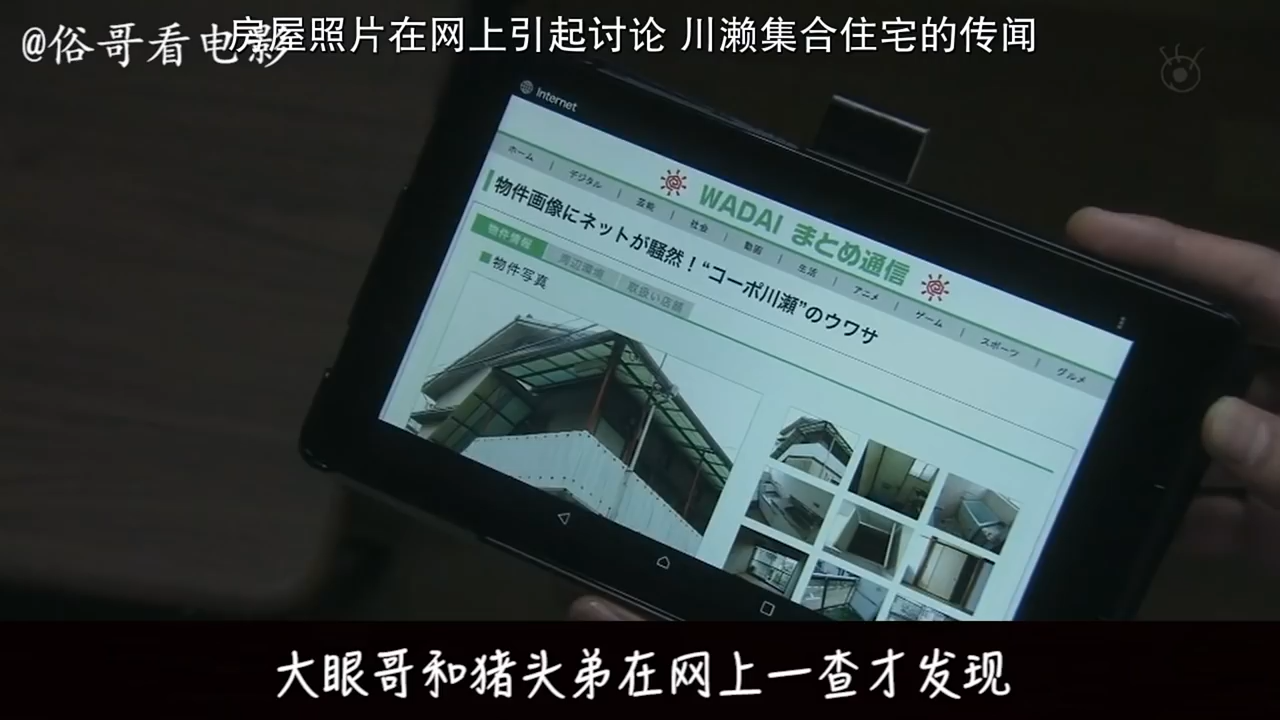 房屋照片在网上引起讨论 川濑集合住宅的传闻
@俗哥看电影
Internet
WADAI まとめ通信
ホーム | デジタル | 芸能 | 社会 | 動画 | 生活 | アニメ | ゲーム | スポーツ | グルメ
物件画像にネットが騒然！“コーポ川瀬”のウワサ
物件情報 周辺環境 取扱い店舗
■物件写真
大眼哥和猪头弟在网上一查才发现